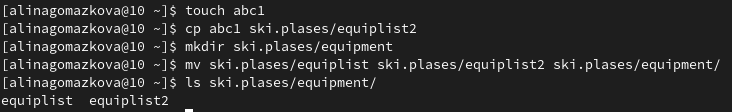 [alinagomazkova@10 ~]$ touch abc1
[alinagomazkova@10 ~]$ cp abc1 ski.plases/equiplist2
[alinagomazkova@10 ~]$ mkdir ski.plases/equipment
[alinagomazkova@10 ~]$ mv ski.plases/equiplist ski.plases/equiplist2 ski.plases/equipment/
[alinagomazkova@10 ~]$ ls ski.plases/equipment/
equiplist  equiplist2